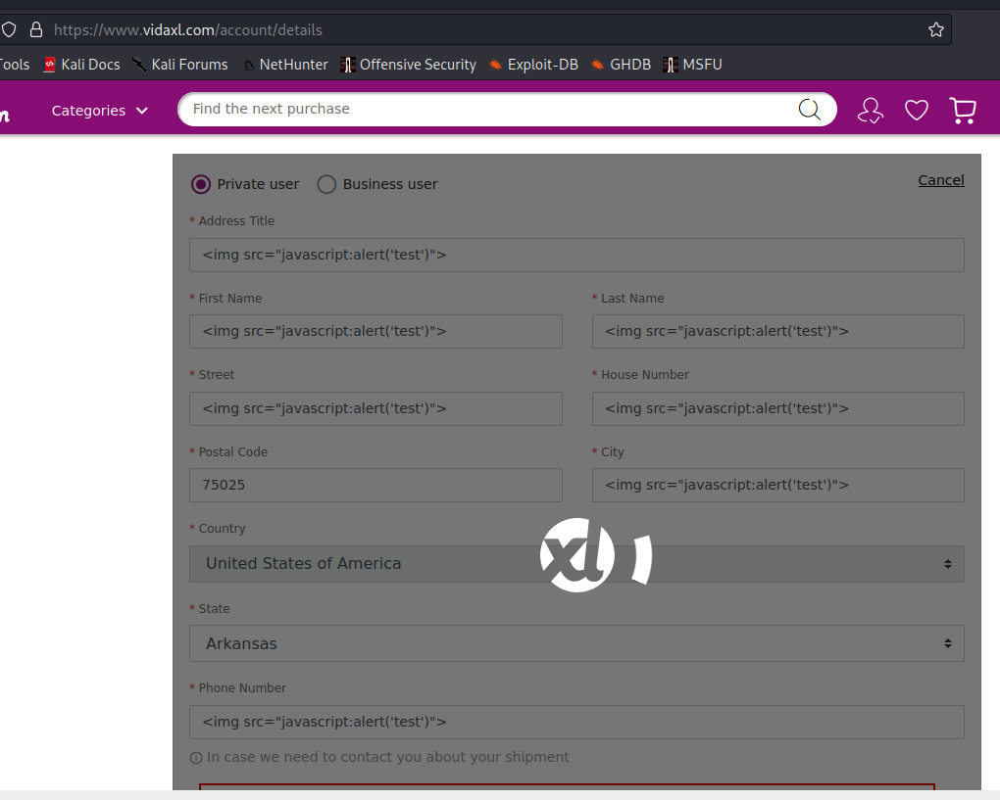 https://www.vidaxl.com/account/details
Tools Kali Docs Kali Forums NetHunter Offensive Security Exploit-DB GHDB MSFU
Categories Find the next purchase
Private user Business user Cancel
* Address Title
<img src="javascript:alert('test')">
* First Name * Last Name
<img src="javascript:alert('test')"> <img src="javascript:alert('test')">
* Street * House Number
<img src="javascript:alert('test')"> <img src="javascript:alert('test')">
* Postal Code * City
75025 <img src="javascript:alert('test')">
* Country
United States of America
xl
* State
Arkansas
* Phone Number
<img src="javascript:alert('test')">
In case we need to contact you about your shipment